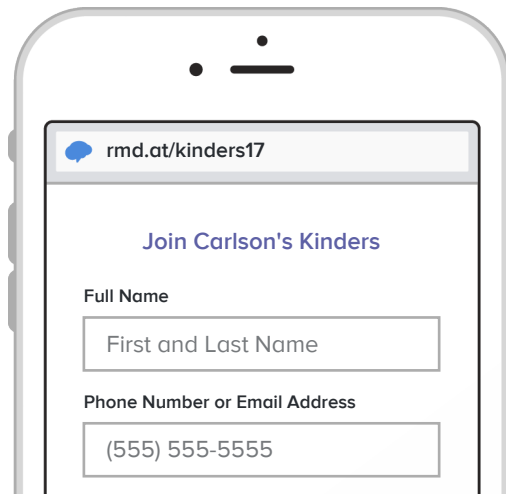 rmd.at/kinders17
Join Carlson's Kinders
Full Name
First and Last Name
Phone Number or Email Address
(555) 555-5555